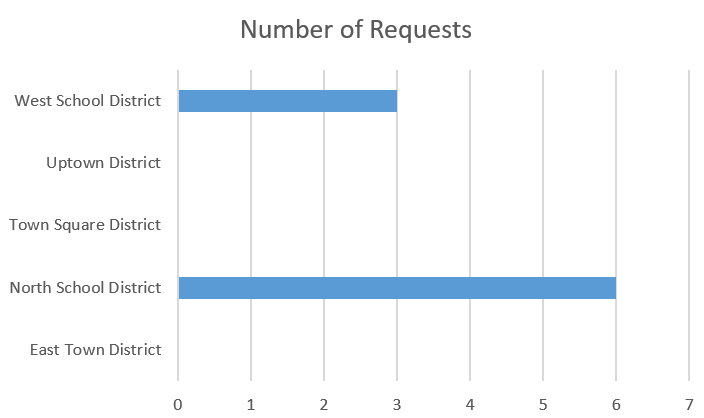 Number of Requests
West School District
Uptown District
Town Square District
North School District
East Town District
0 1 2 3 4 5 6 7